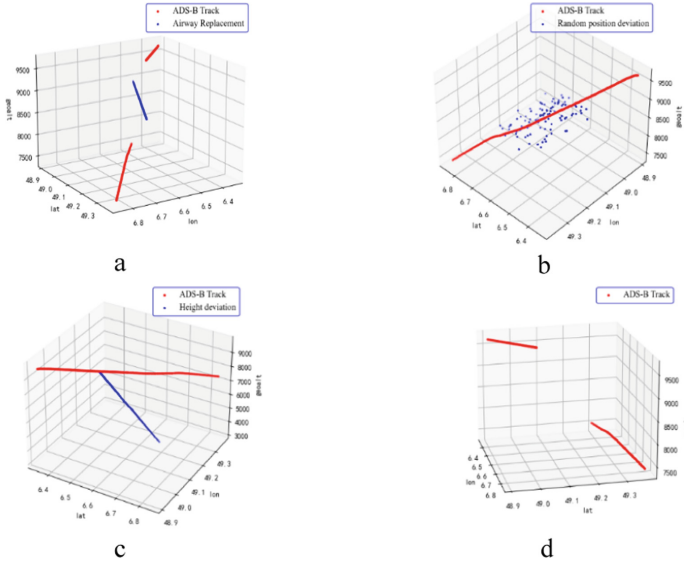 ADS-B Track
Airway Replacement
9500
9000
8500
8000
7500
geoalt
48.9
49.0
49.1
49.2
49.3
lat
6.8
6.7
6.6
6.5
6.4
lon
a
ADS-B Track
Random position deviation
9500
9000
8500
8000
7500
geoalt
6.8
6.7
6.6
6.5
6.4
lat
48.9
49.0
49.1
49.2
49.3
lon
b
ADS-B Track
Height deviation
9000
8000
7000
6000
5000
4000
3000
geoalt
6.4
6.5
6.6
6.7
6.8
lat
49.3
49.2
49.1
49.0
48.9
lon
c
ADS-B Track
9500
9000
8500
8000
7500
geoalt
6.4
6.5
6.6
6.7
6.8
lon
48.9
49.0
49.1
49.2
49.3
lat
d